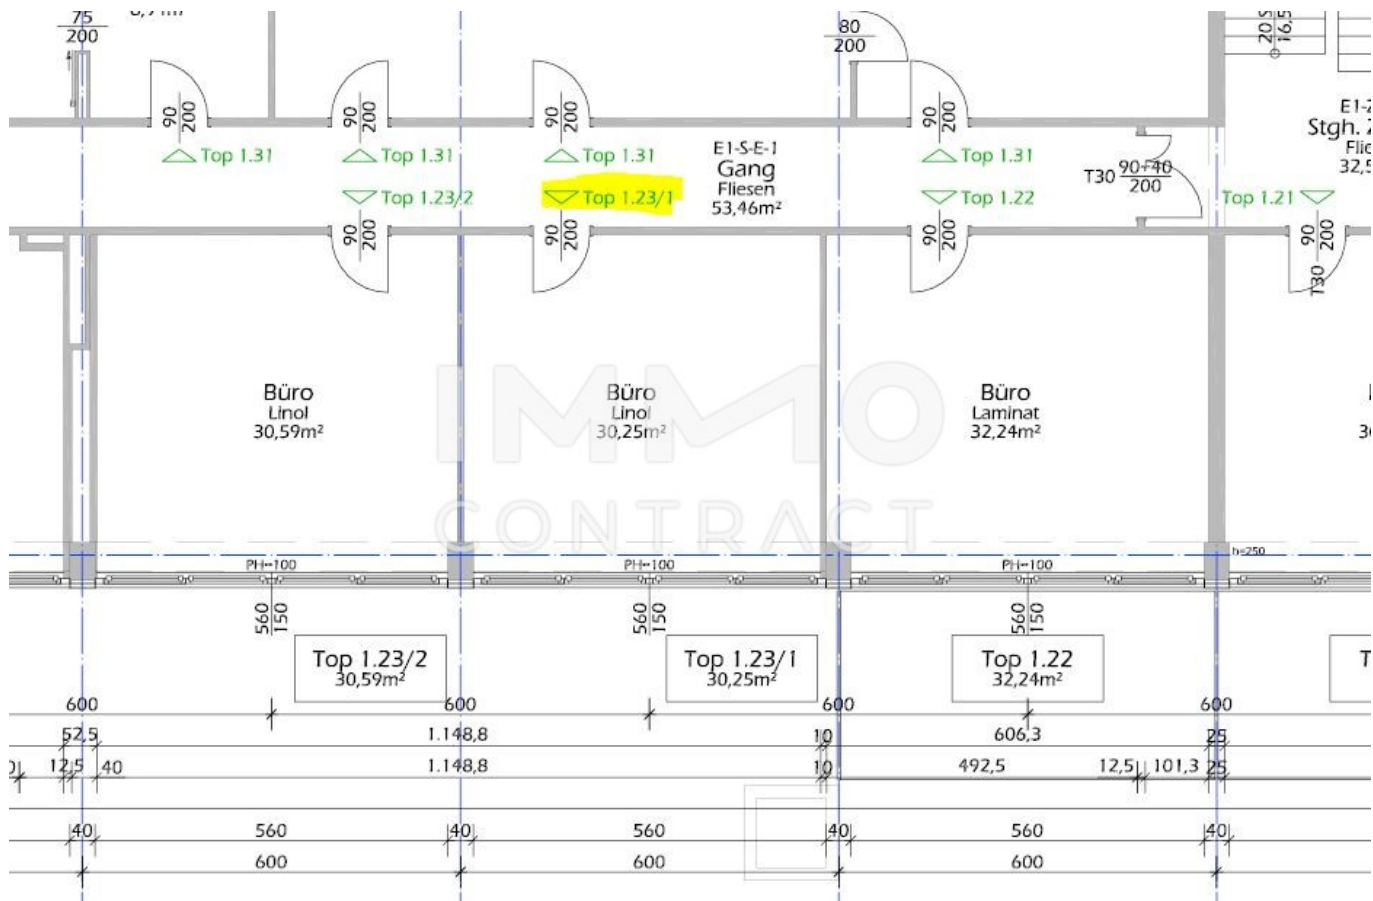 75
200
80
200
90
200
90
200
90
200
90
200
Top 1.31
Top 1.31
Top 1.31
Top 1.31
E1-S-E-1
Gang
Fliesen
53,46m²
T30 90+40
200
Stgh.
Top 1.23/2
Top 1.23/1
Top 1.22
Top 1.21
90
200
90
200
90
200
90
200
T30
Büro
Linol
30,59m²
Büro
Linol
30,25m²
Büro
Laminat
32,24m²
IMMO
CONTRACT
PH=100
PH=100
PH=100
h=250
560
150
560
150
560
150
Top 1.23/2
30,59m²
Top 1.23/1
30,25m²
Top 1.22
32,24m²
600 600 600 600
52,5 1.148,8 10 606,3 25
12,5 40 1.148,8 10 492,5 12,5 101,3 25
40 560 40 560 40 560 40
600 600 600